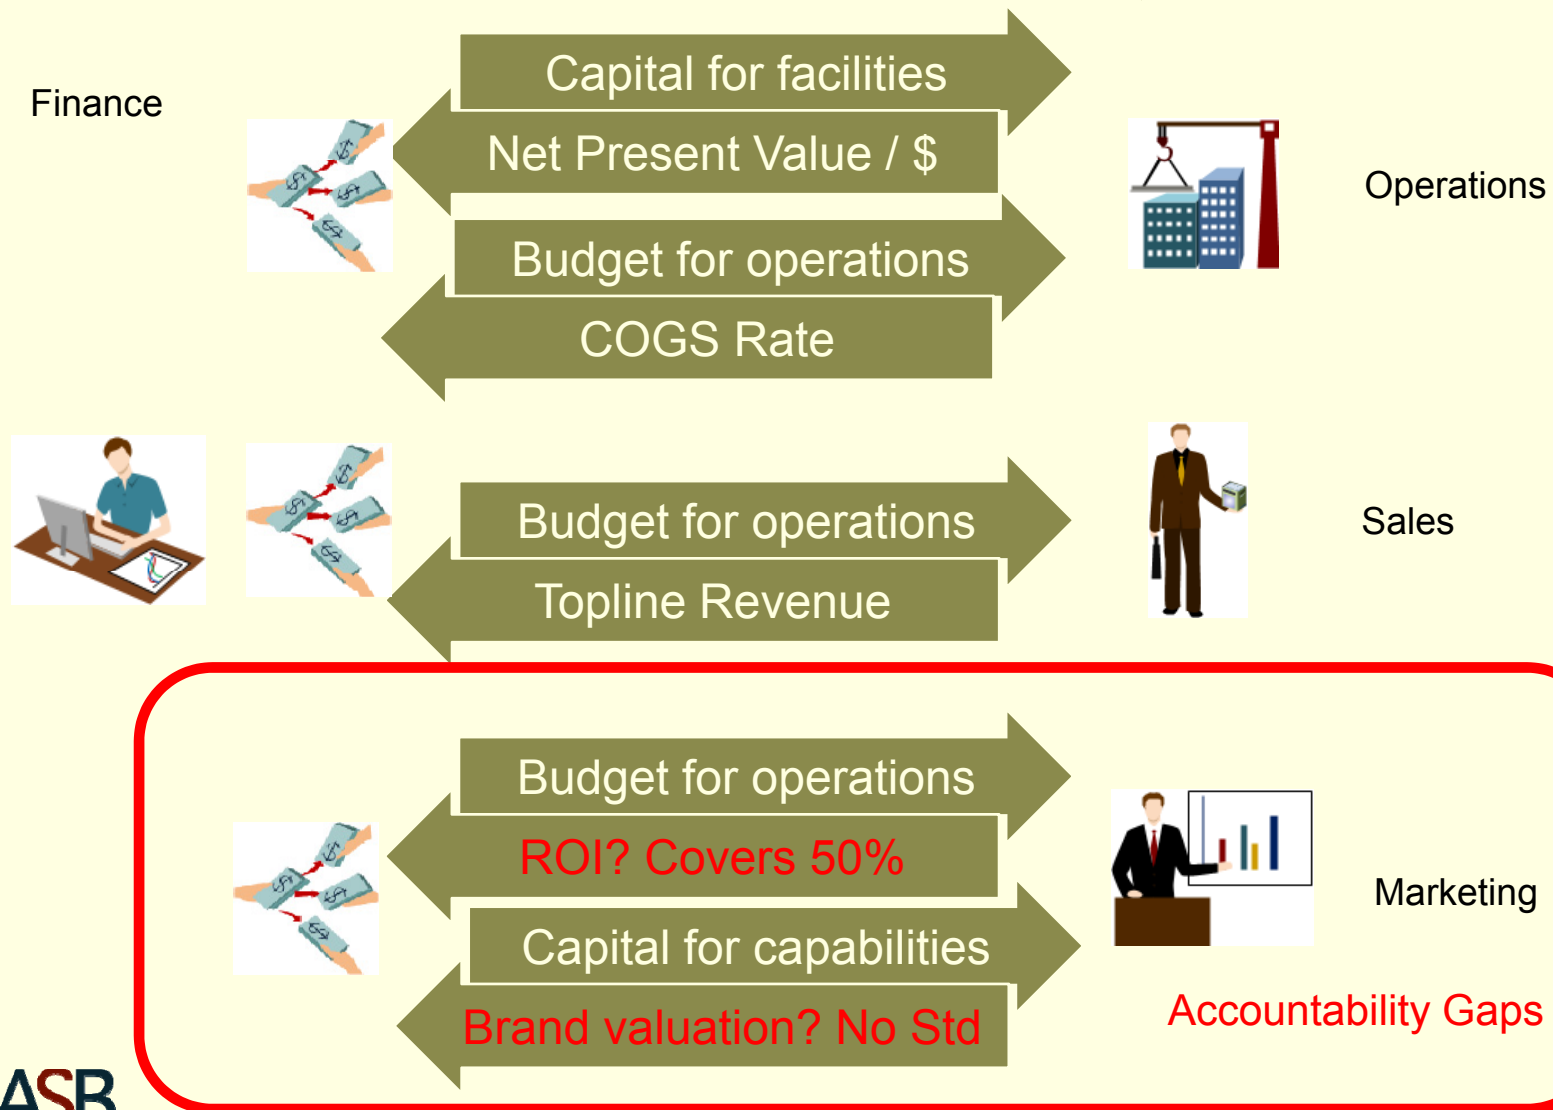 Finance
Capital for facilities
Net Present Value / $
Operations
Budget for operations
COGS Rate
Budget for operations
Sales
Topline Revenue
Budget for operations
ROI? Covers 50%
Marketing
Capital for capabilities
Brand valuation? No Std
Accountability Gaps
ASB